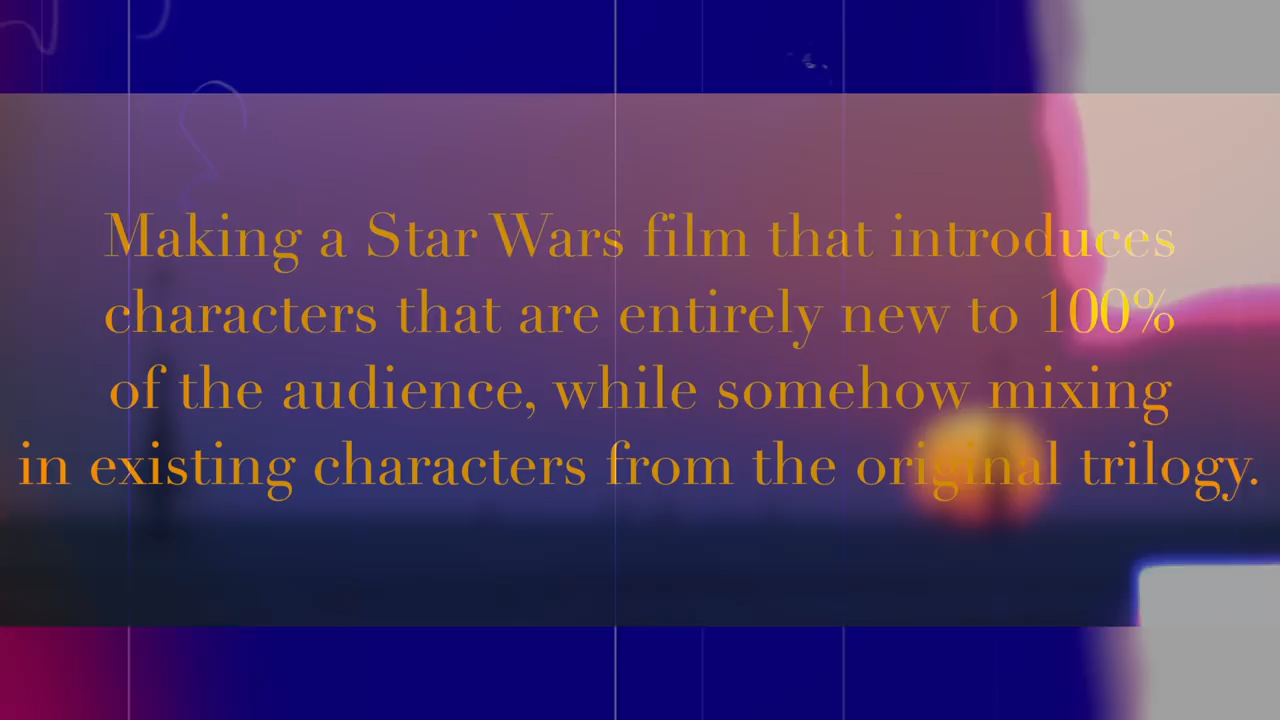 Making a Star Wars film that introduces
characters that are entirely new to 100%
of the audience, while somehow mixing
in existing characters from the original trilogy.